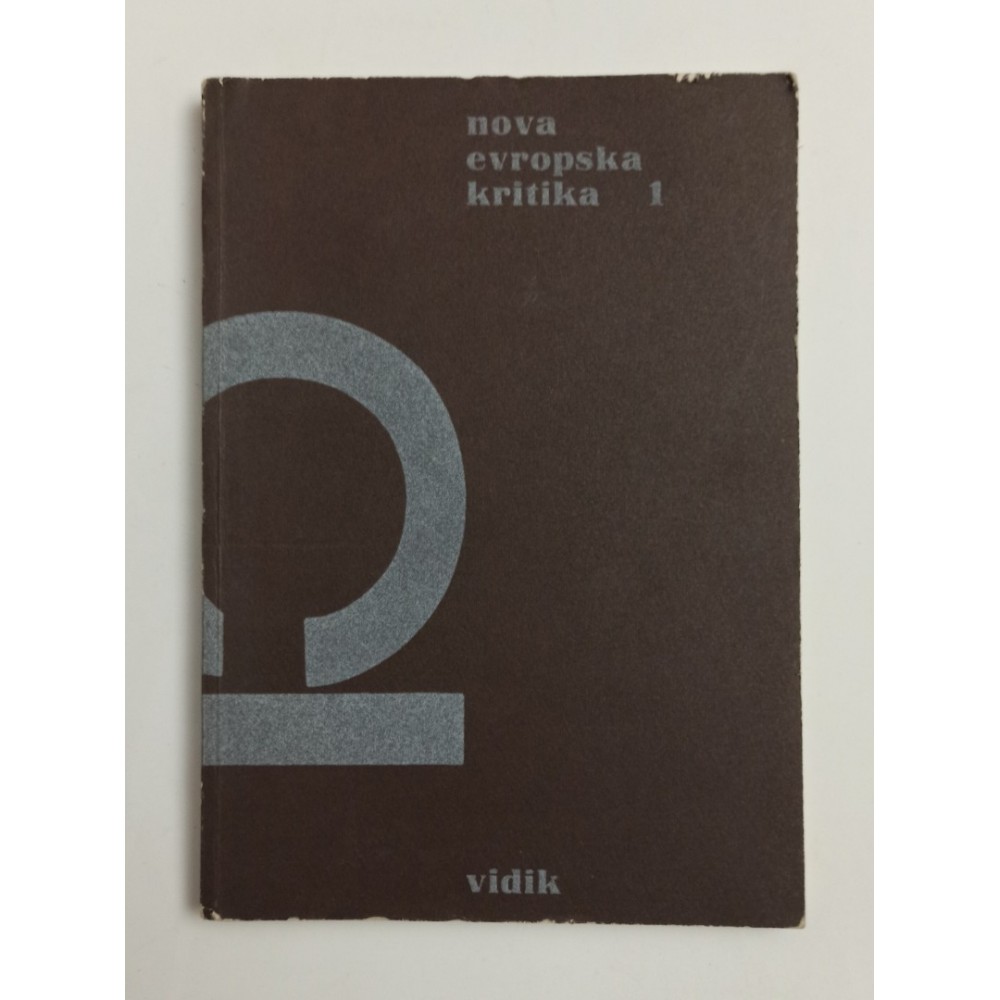 nova
evropska
kritika 1
vidik